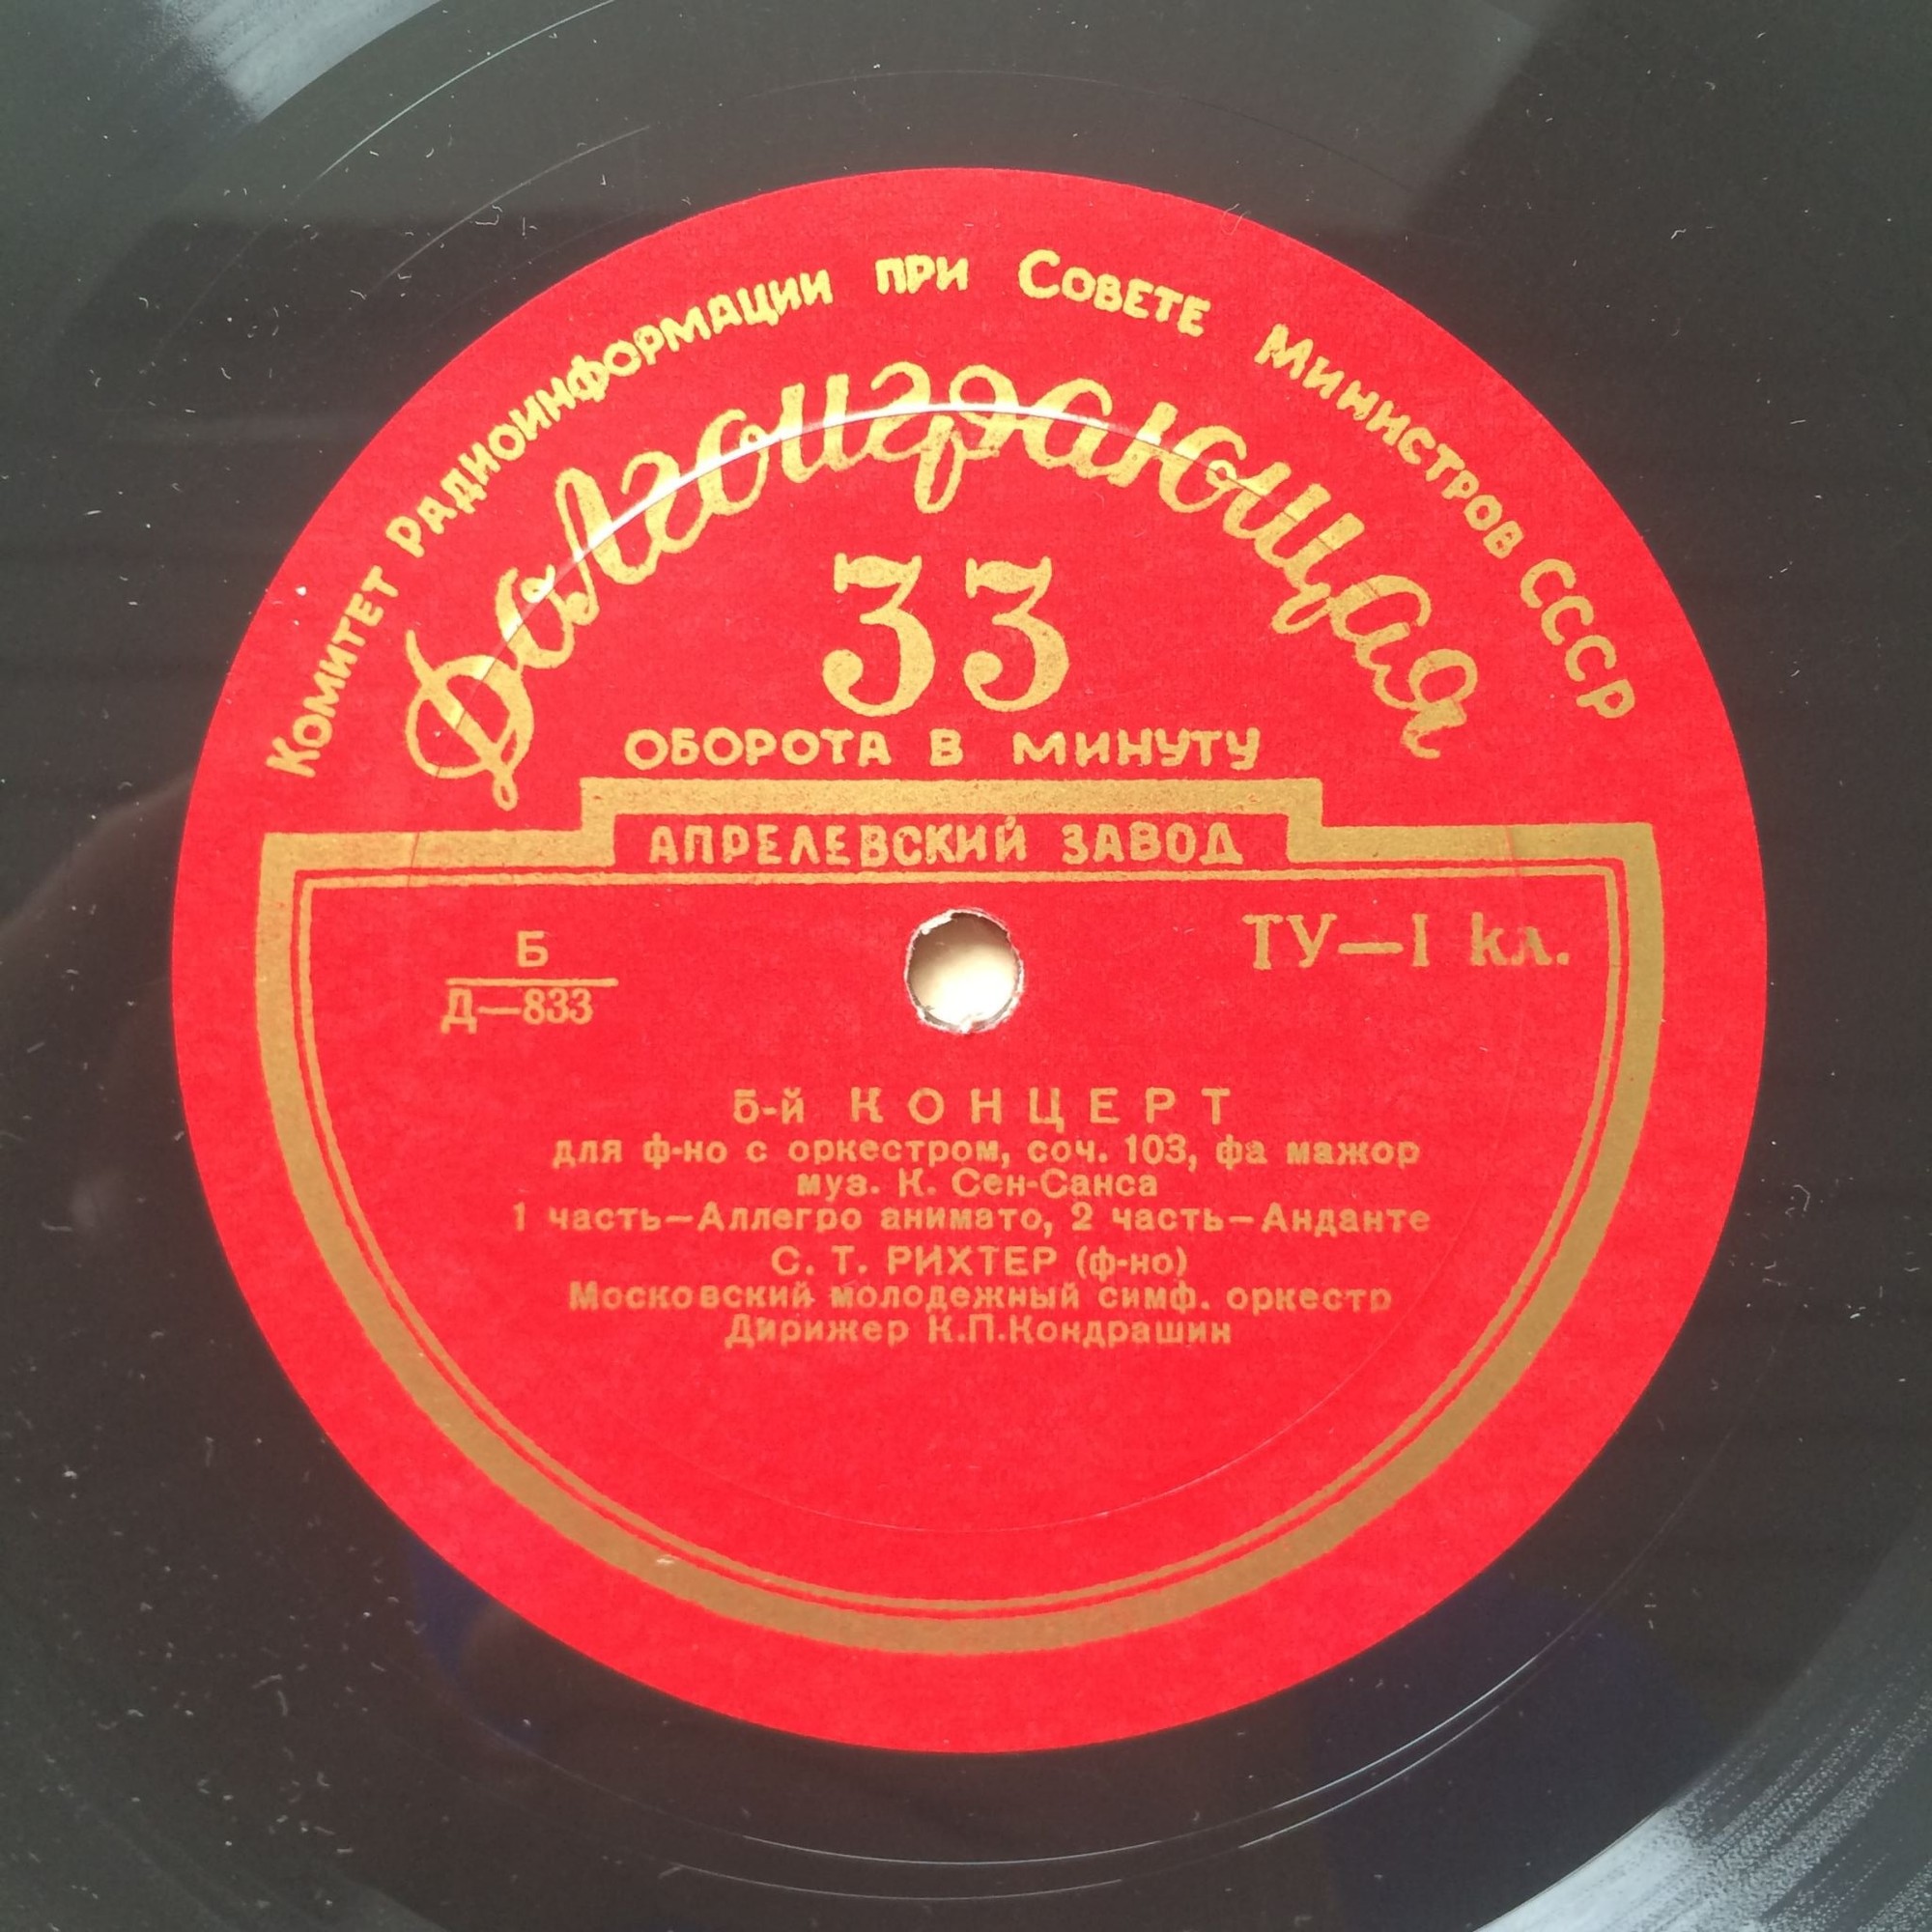 Комитет Радиоинформации при Совете Министров СССР
Долгоиграющая
33
ОБОРОТА В МИНУТУ
АПРЕЛЕВСКИЙ ЗАВОД
Б
Д—833
ТУ—I кл.
5-й КОНЦЕРТ
для ф-но с оркестром, соч. 103, фа мажор
муз. К. Сен-Санса
1 часть—Аллегро анимато, 2 часть—Анданте
С. Т. РИХТЕР (ф-но)
Московский молодежный симф. оркестр
Дирижер К.П.Кондрашин